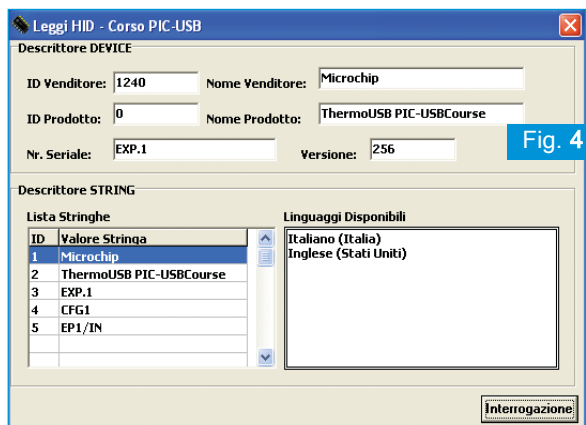 Leggi HID - Corso PIC-USB
Descrittore DEVICE
ID Venditore: 1240 Nome Venditore: Microchip
ID Prodotto: 0 Nome Prodotto: ThermoUSB PIC-USBCourse
Fig. 4
Nr. Seriale: EXP.1 Versione: 256
Descrittore STRING
Lista Stringhe Linguaggi Disponibili
ID Valore Stringa Italiano (Italia)
1 Microchip Inglese (Stati Uniti)
2 ThermoUSB PIC-USBCourse
3 EXP.1
4 CFG1
5 EP1/IN
Interrogazione